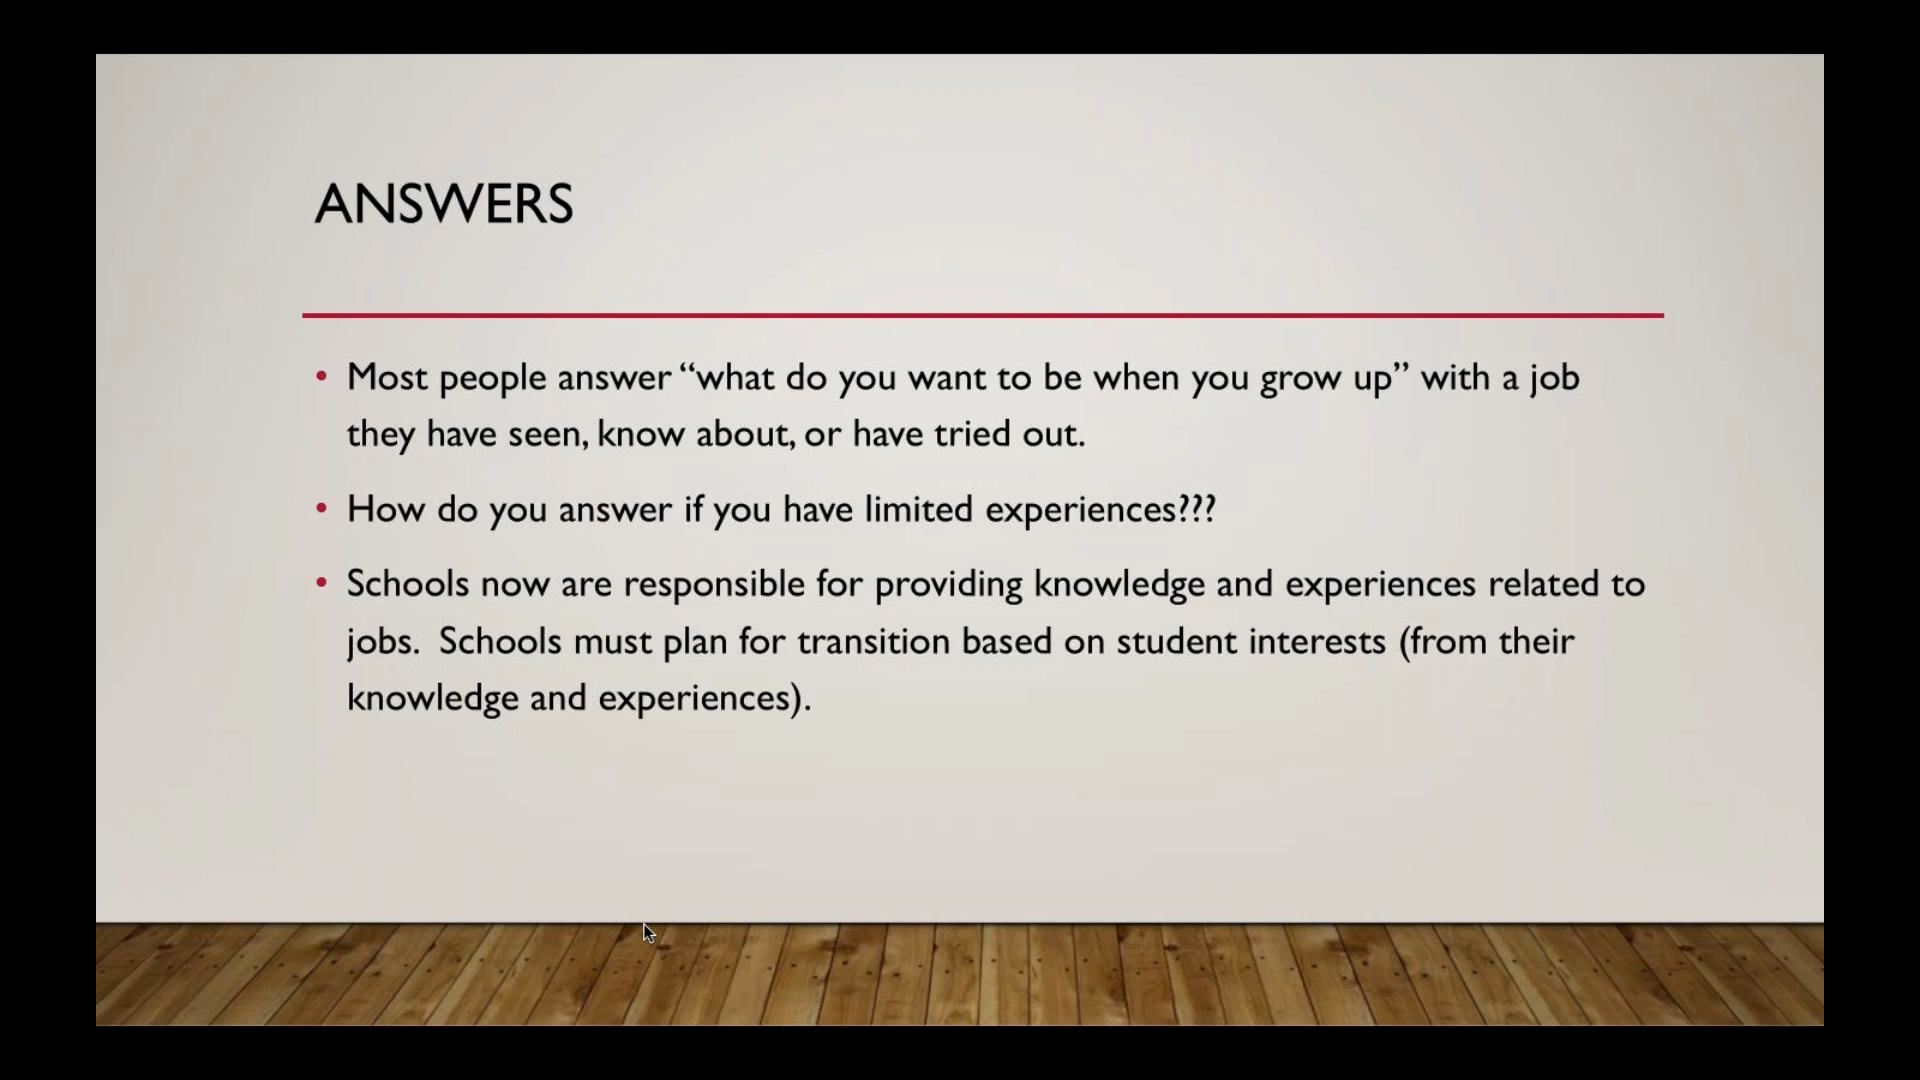 ANSWERS
• Most people answer “what do you want to be when you grow up” with a job
they have seen, know about, or have tried out.
• How do you answer if you have limited experiences???
• Schools now are responsible for providing knowledge and experiences related to
jobs.  Schools must plan for transition based on student interests (from their
knowledge and experiences).